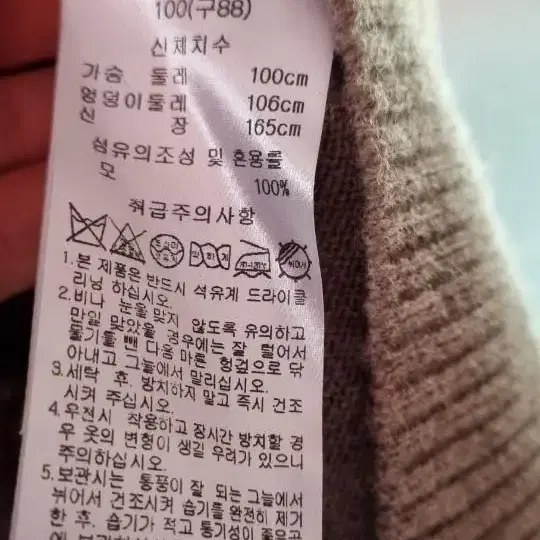 100(구88)
신체치수
가슴 둘레 100cm
엉덩이둘레 106cm
신 장 165cm
섬유의조성 및 혼용률
모 100%
취급주의사항
1.본 제품은 반드시 석유계 드라이클
리닝 하십시오.
2.비나 눈을 맞지 않도록 유의하고
만일 맞았을 경우에는 잘 털어서
물기를 뺀 다음 마른 헝겊으로 닦
아내고 그늘에서 말리십시오.
3.세탁 후, 방치하지 말고 즉시 건조
시켜 주십시오.
4.우천시 착용하고 장시간 방치할 경
우 옷의 변형이 생길 우려가 있으니
주의하십시오.
5.보관시는 통풍이 잘 되는 그늘에서
뉘어서 건조시켜 습기를 완전히 제거
한 후, 습기가 적고 통기성이 좋은곳